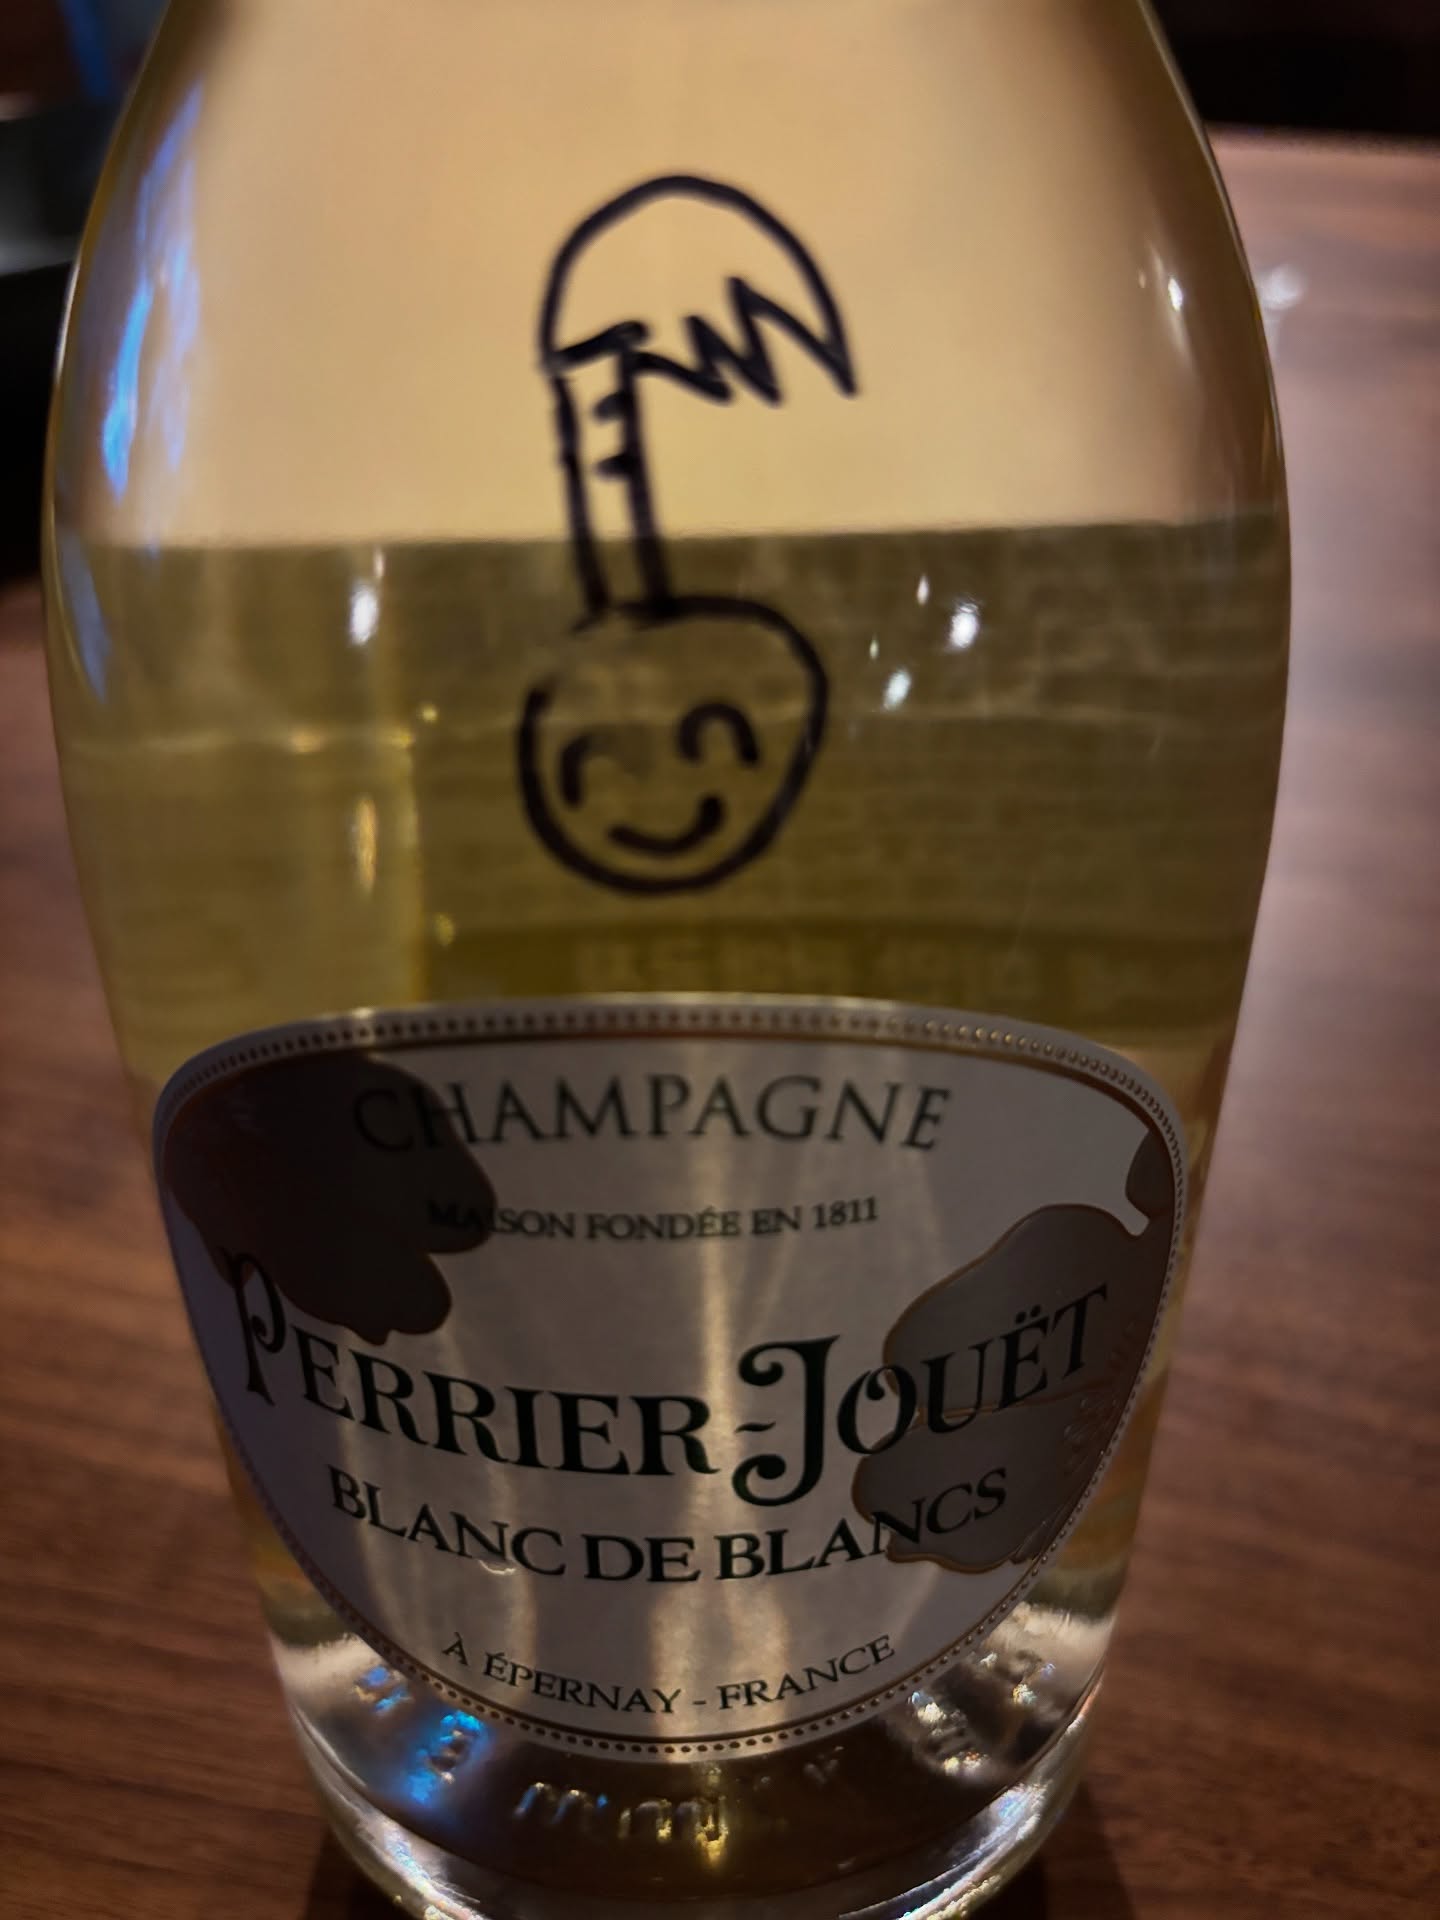 CHAMPAGNE
MAISON FONDÉE EN 1811
PERRIER-JOUËT
BLANC DE BLANCS
À ÉPERNAY - FRANCE